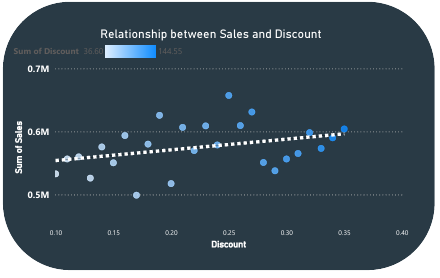 Relationship between Sales and Discount
Sum of Discount 36.60 144.55
0.7M
0.6M
0.5M
Sum of Sales
0.10 0.15 0.20 0.25 0.30 0.35 0.40
Discount